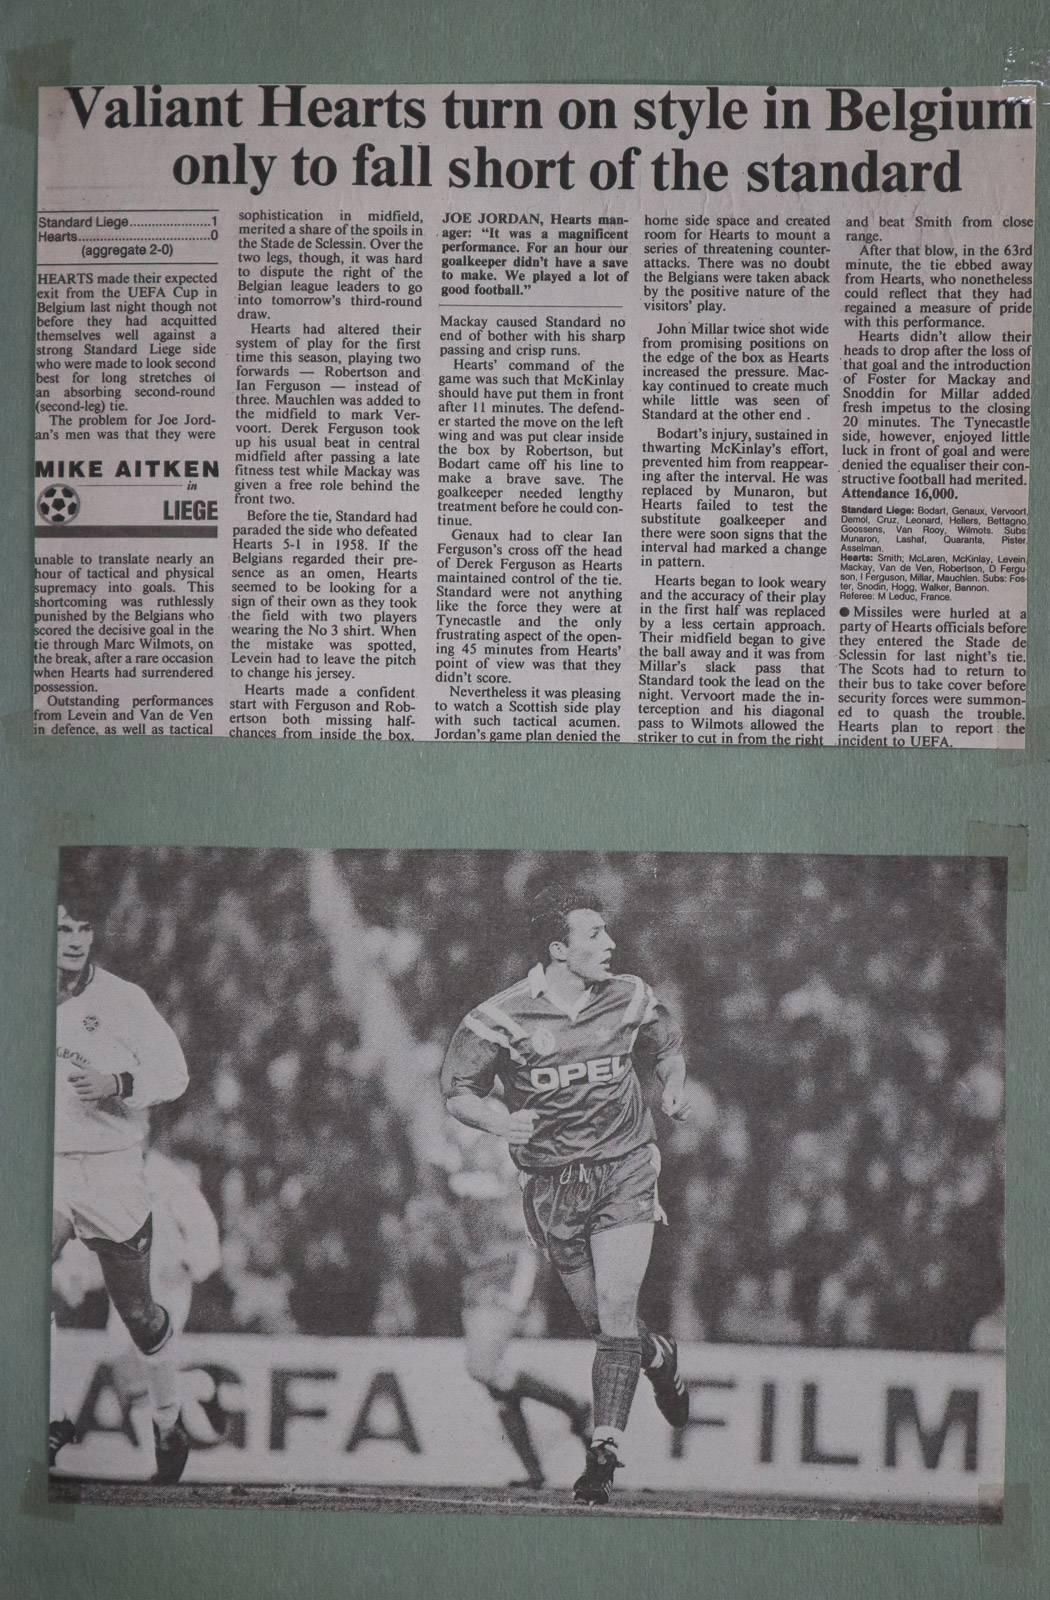 Valiant Hearts turn on style in Belgium
only to fall short of the standard
Standard Liege......................1
Hearts....................................0
(aggregate 2-0)
HEARTS made their expected
exit from the UEFA Cup in
Belgium last night though not
before they had acquitted
themselves well against a
strong Standard Liege side
who were made to look second
best for long stretches of
an absorbing second-round
(second-leg) tie.
The problem for Joe Jord-
an's men was that they were
MIKE AITKEN
in
LIEGE
unable to translate nearly an
hour of tactical and physical
supremacy into goals. This
shortcoming was ruthlessly
punished by the Belgians who
scored the decisive goal in the
tie through Marc Wilmots, on
the break, after a rare occasion
when Hearts had surrendered
possession.
Outstanding performances
from Levein and Van de Ven
in defence, as well as tactical
sophistication in midfield,
merited a share of the spoils in
the Stade de Sclessin. Over the
two legs, though, it was hard
to dispute the right of the
Belgian league leaders to go
into tomorrow's third-round
draw.
Hearts had altered their
system of play for the first
time this season, playing two
forwards — Robertson and
Ian Ferguson — instead of
three. Mauchlen was added to
the midfield to mark Ver-
voort. Derek Ferguson took
up his usual beat in central
midfield after passing a late
fitness test while Mackay was
given a free role behind the
front two.
Before the tie, Standard had
paraded the side who defeated
Hearts 5-1 in 1958. If the
Belgians regarded their pre-
sence as an omen, Hearts
seemed to be looking for a
sign of their own as they took
the field with two players
wearing the No 3 shirt. When
the mistake was spotted,
Levein had to leave the pitch
to change his jersey.
Hearts made a confident
start with Ferguson and Rob-
ertson both missing half-
chances from inside the box.
JOE JORDAN, Hearts man-
ager: "It was a magnificent
performance. For an hour our
goalkeeper didn't have a save
to make. We played a lot of
good football."
Mackay caused Standard no
end of bother with his sharp
passing and crisp runs.
Hearts' command of the
game was such that McKinlay
should have put them in front
after 11 minutes. The defend-
er started the move on the left
wing and was put clear inside
the box by Robertson, but
Bodart came off his line to
make a brave save. The
goalkeeper needed lengthy
treatment before he could con-
tinue.
Genaux had to clear Ian
Ferguson's cross off the head
of Derek Ferguson as Hearts
maintained control of the tie.
Standard were not anything
like the force they were at
Tynecastle and the only
frustrating aspect of the open-
ing 45 minutes from Hearts'
point of view was that they
didn't score.
Nevertheless it was pleasing
to watch a Scottish side play
with such tactical acumen.
Jordan's game plan denied the
home side space and created
room for Hearts to mount a
series of threatening counter-
attacks. There was no doubt
the Belgians were taken aback
by the positive nature of the
visitors' play.
John Millar twice shot wide
from promising positions on
the edge of the box as Hearts
increased the pressure. Mac-
kay continued to create much
while little was seen of
Standard at the other end .
Bodart's injury, sustained in
thwarting McKinlay's effort,
prevented him from reappear-
ing after the interval. He was
replaced by Munaron, but
Hearts failed to test the
substitute goalkeeper and
there were soon signs that the
interval had marked a change
in pattern.
Hearts began to look weary
and the accuracy of their play
in the first half was replaced
by a less certain approach.
Their midfield began to give
the ball away and it was from
Millar's slack pass that
Standard took the lead on the
night. Vervoort made the in-
terception and his diagonal
pass to Wilmots allowed the
striker to cut in from the right
and beat Smith from close
range.
After that blow, in the 63rd
minute, the tie ebbed away
from Hearts, who nonetheless
could reflect that they had
regained a measure of pride
with this performance.
Hearts didn't allow their
heads to drop after the loss of
that goal and the introduction
of Foster for Mackay and
Snoddin for Millar added
fresh impetus to the closing
20 minutes. The Tynecastle
side, however, enjoyed little
luck in front of goal and were
denied the equaliser their con-
structive football had merited.
Attendance 16,000.
Standard Liege: Bodart, Genaux, Vervoort,
Demol, Cruz, Leonard, Hellers, Bettagno,
Goossens, Van Rooy, Wilmots. Subs:
Munaron, Lashaf, Quaranta, Pister,
Asselman.
Hearts: Smith; McLaren, McKinlay, Levein,
Mackay, Van de Ven, Robertson, D Fergu-
son, I Ferguson, Millar, Mauchlen. Subs: Fos-
ter, Snodin, Hogg, Walker, Bannon.
Referee: M Leduc, France.
● Missiles were hurled at a
party of Hearts officials before
they entered the Stade de
Sclessin for last night's tie.
The Scots had to return to
their bus to take cover before
security forces were summon-
ed to quash the trouble.
Hearts plan to report the
incident to UEFA.
OPEL
AGFA FILM